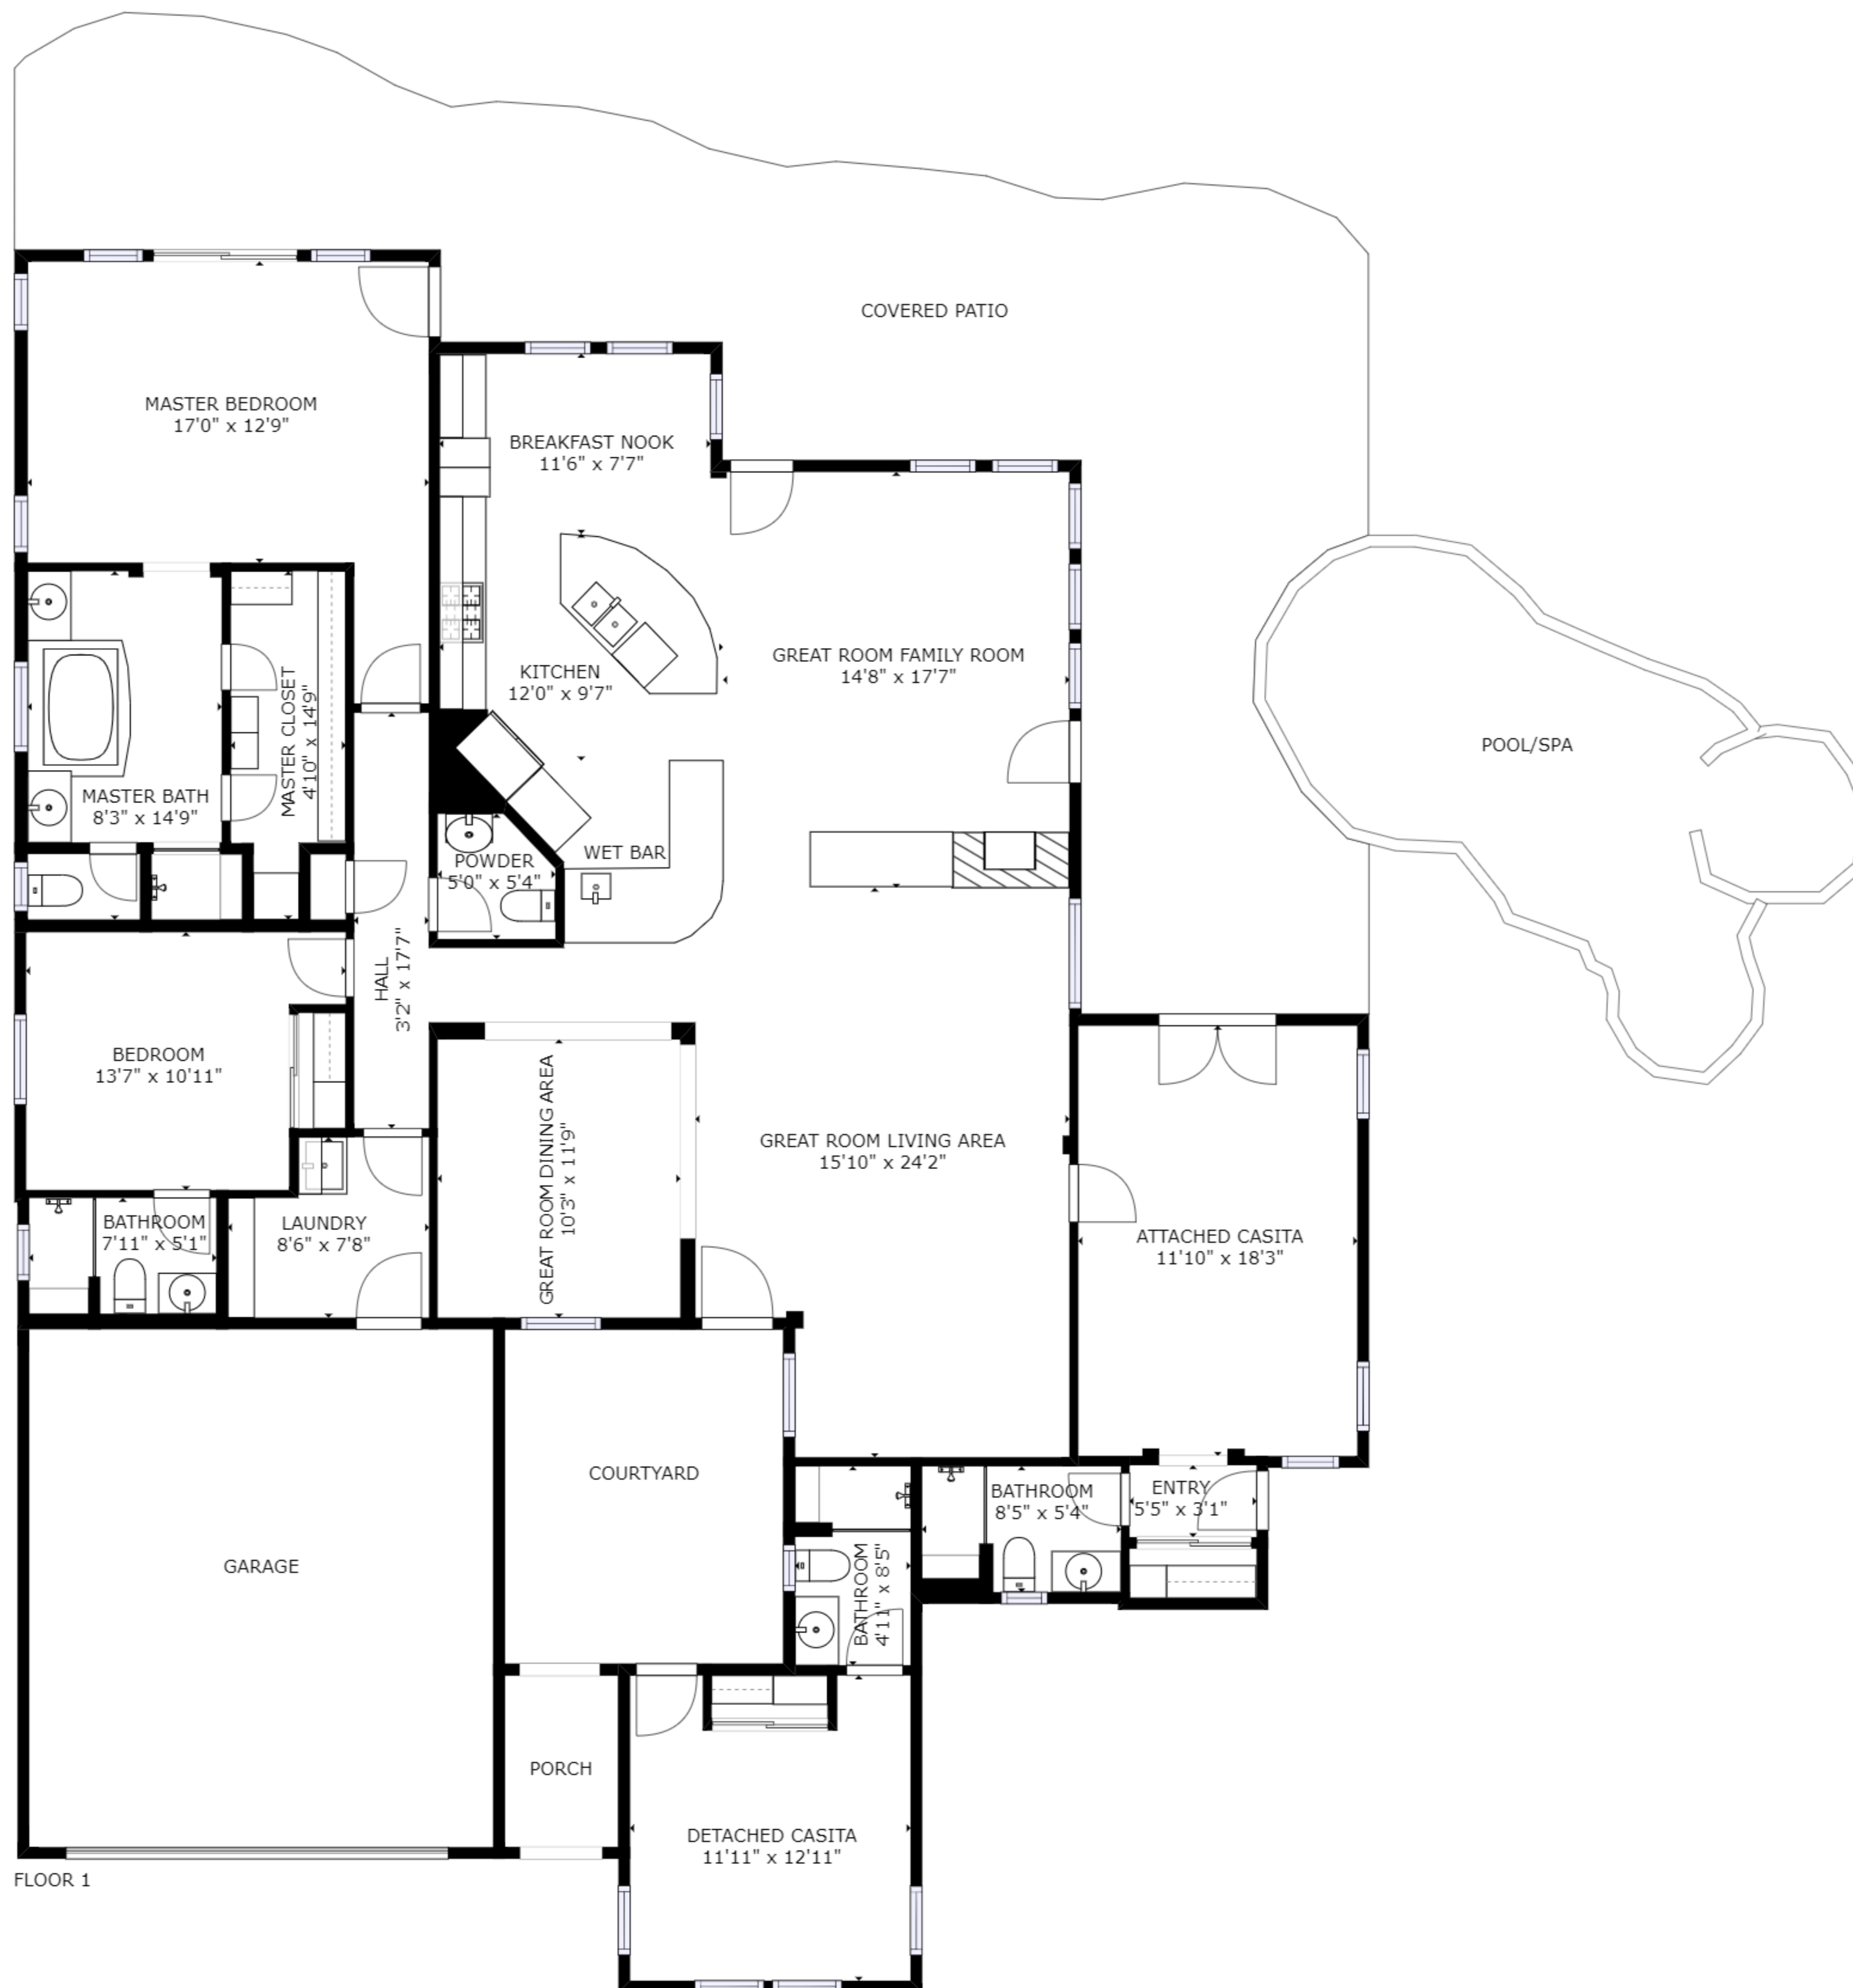 COVERED PATIO
MASTER BEDROOM
17'0" x 12'9"
BREAKFAST NOOK
11'6" x 7'7"
KITCHEN
12'0" x 9'7"
GREAT ROOM FAMILY ROOM
14'8" x 17'7"
POOL/SPA
MASTER CLOSET
4'10" x 14'9"
MASTER BATH
8'3" x 14'9"
POWDER
5'0" x 5'4"
WET BAR
HALL
3'2" x 17'7"
BEDROOM
13'7" x 10'11"
GREAT ROOM DINING AREA
10'3" x 11'9"
GREAT ROOM LIVING AREA
15'10" x 24'2"
BATHROOM
7'11" x 5'1"
LAUNDRY
8'6" x 7'8"
ATTACHED CASITA
11'10" x 18'3"
COURTYARD
BATHROOM
8'5" x 5'4"
ENTRY
5'5" x 3'1"
GARAGE
BATHROOM
4'11" x 8'5"
PORCH
DETACHED CASITA
11'11" x 12'11"
FLOOR 1